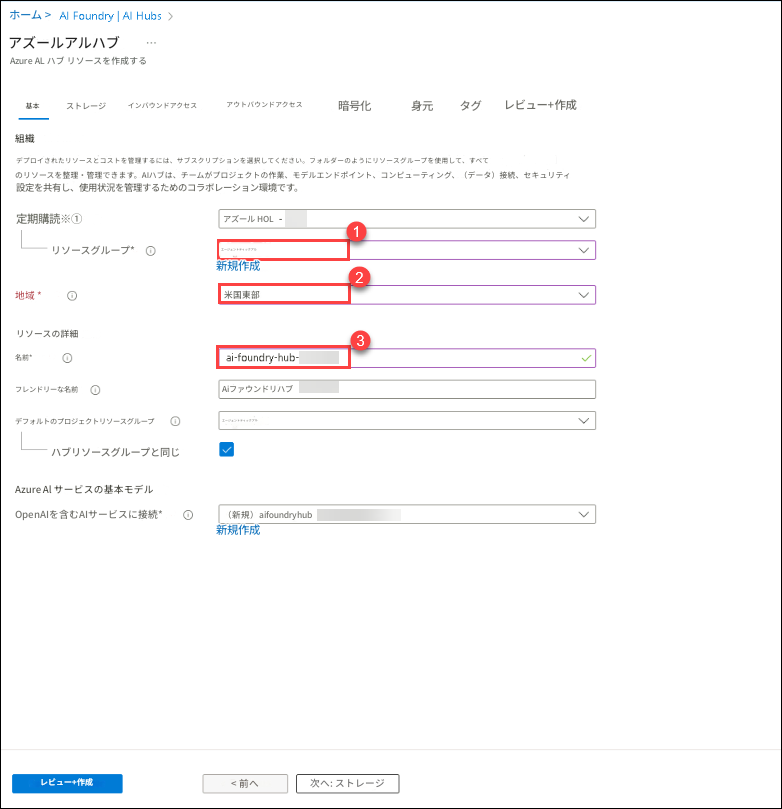 ホーム > AI Foundry | AI Hubs >
アズールアルハブ ...
Azure AL ハブ リソースを作成する
基本 ストレージ インバウンドアクセス アウトバウンドアクセス 暗号化 身元 タグ レビュー+作成
組織
デプロイされたリソースとコストを管理するには、サブスクリプションを選択してください。フォルダーのようにリソースグループを使用して、すべて
のリソースを整理・管理できます。AIハブは、チームがプロジェクトの作業、モデルエンドポイント、コンピューティング、（データ）接続、セキュリティ
設定を共有し、使用状況を管理するためのコラボレーション環境です。
定期購読※① アズール HOL -
1
リソースグループ*
新規作成
2
地域 * 米国東部
リソースの詳細
3
名前* ai-foundry-hub-
フレンドリーな名前 Aiファウンドリハブ
デフォルトのプロジェクトリソースグループ
ハブリソースグループと同じ
Azure Al サービスの基本モデル
OpenAIを含むAIサービスに接続* （新規）aifoundryhub
新規作成
レビュー+作成 < 前へ 次へ: ストレージ